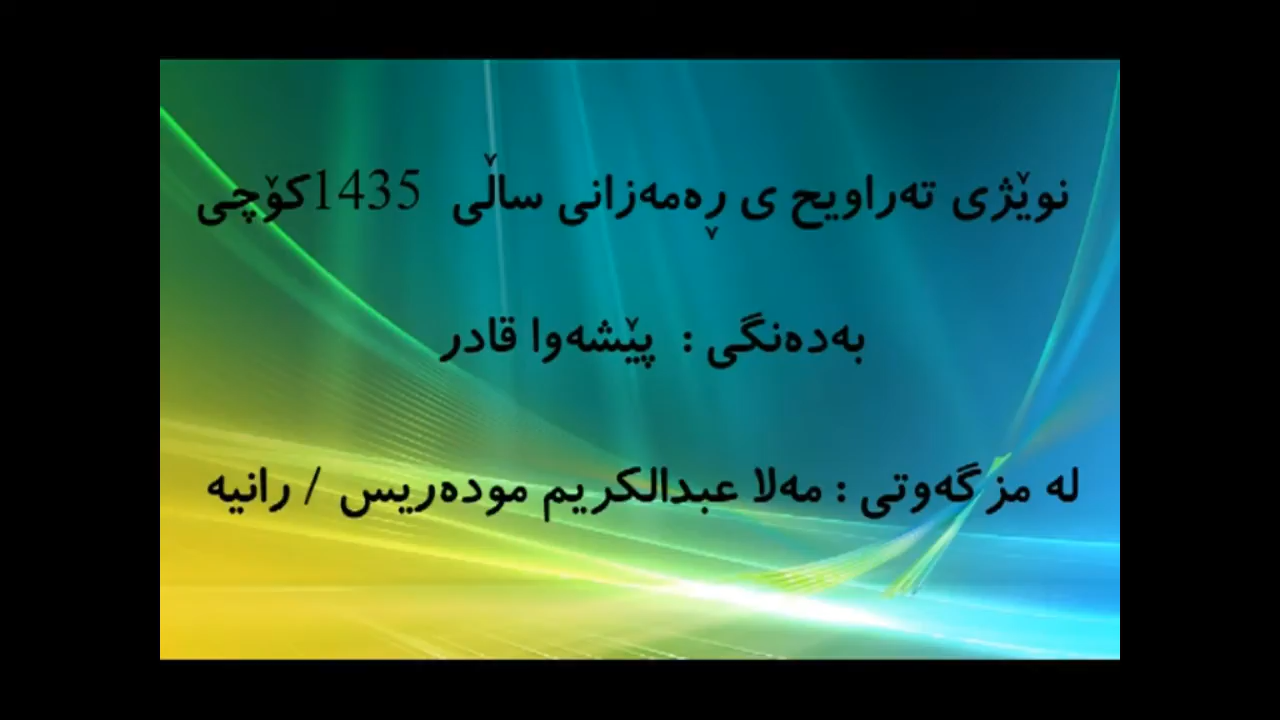 نوێژی تەراویح ی ڕەمەزانی ساڵی 1435کۆچی
بەدەنگی : پێشەوا قادر
لە مزگەوتی : مەلا عبدالکریم مودەریس / رانیە